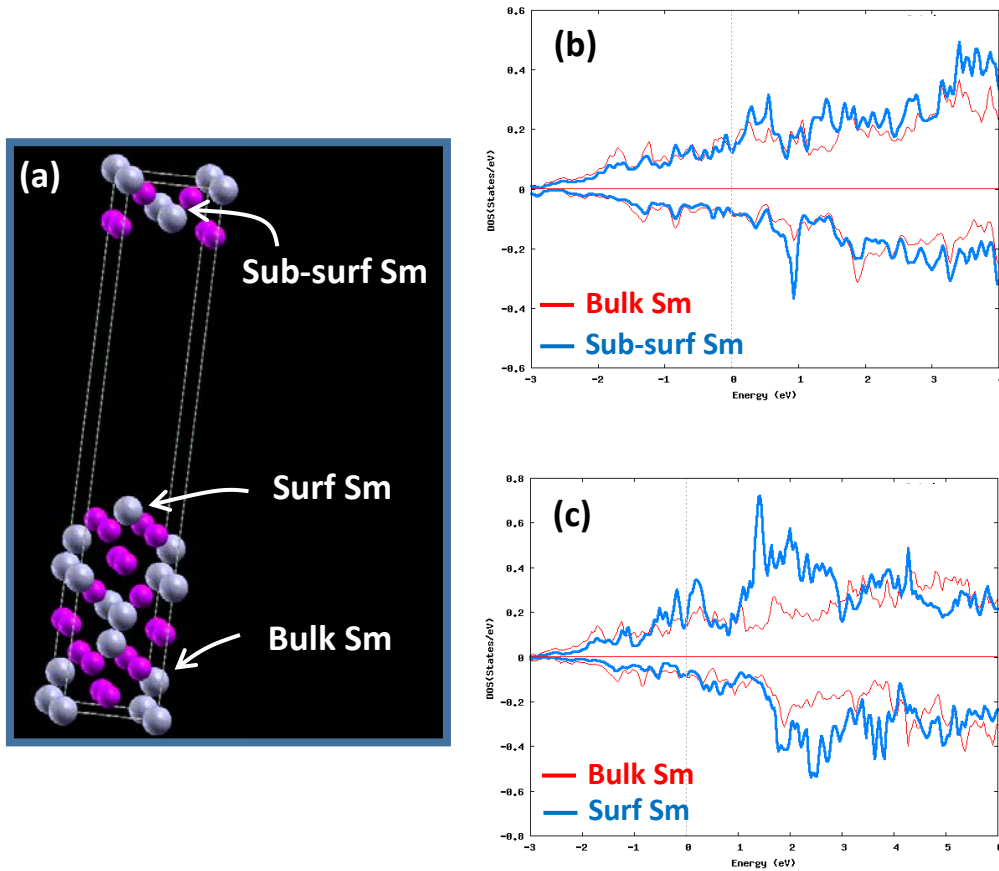 (a)
Sub-surf Sm
Surf Sm
Bulk Sm
(b)
0.6
0.4
0.2
0
-0.2
-0.4
-0.6
DOS(States/eV)
Bulk Sm
Sub-surf Sm
-3
-2
-1
0
1
2
3
4
Energy (eV)
(c)
0.8
0.6
0.4
0.2
0
-0.2
-0.4
-0.6
-0.8
DOS(States/eV)
Bulk Sm
Surf Sm
-3
-2
-1
0
1
2
3
4
5
6
Energy (eV)